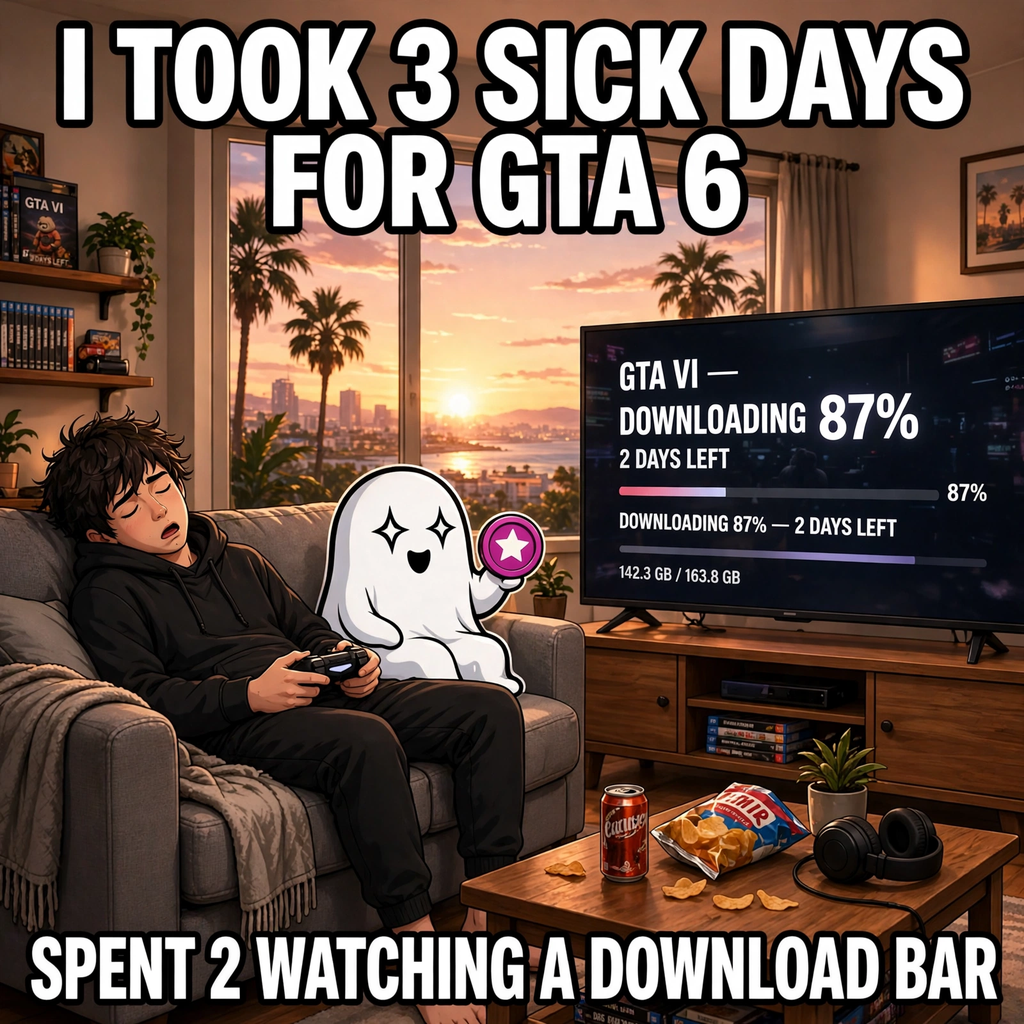 I TOOK 3 SICK DAYS
FOR GTA 6
GTA VI
GTA VI —
DOWNLOADING 87%
2 DAYS LEFT
87%
DOWNLOADING 87% — 2 DAYS LEFT
142.3 GB / 163.8 GB
SPENT 2 WATCHING A DOWNLOAD BAR